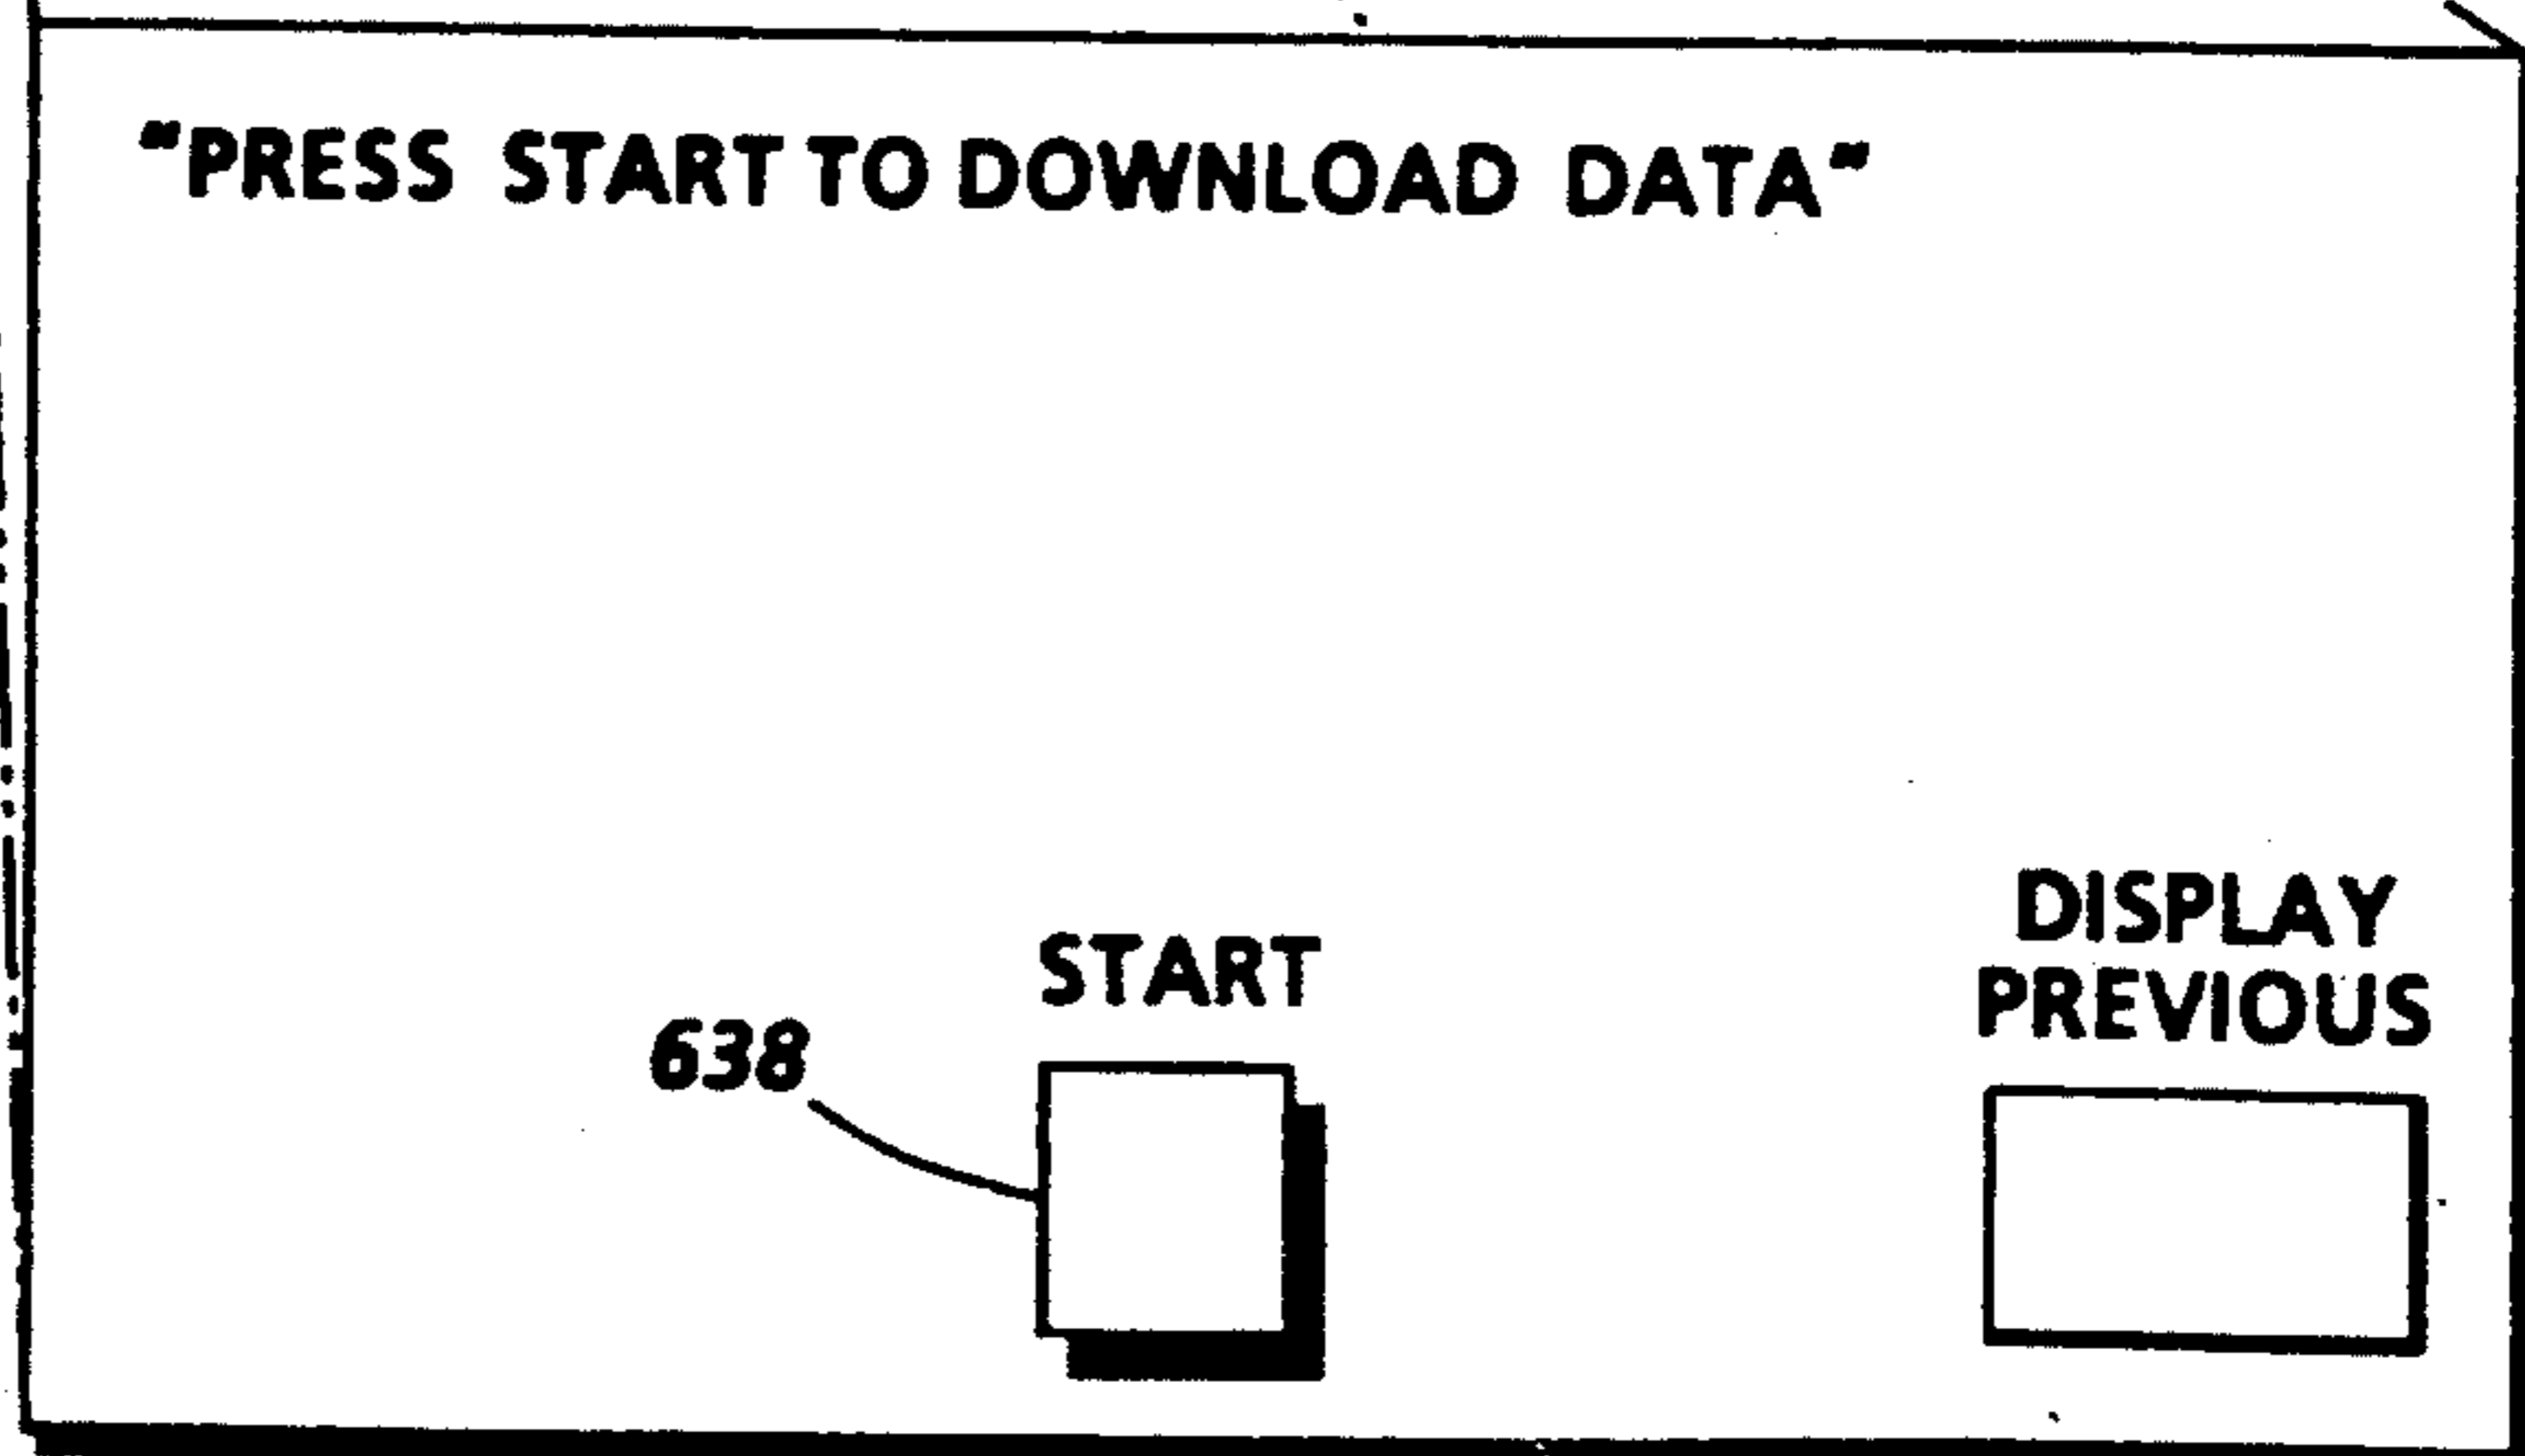 "PRESS START TO DOWNLOAD DATA"
START
638
DISPLAY
PREVIOUS